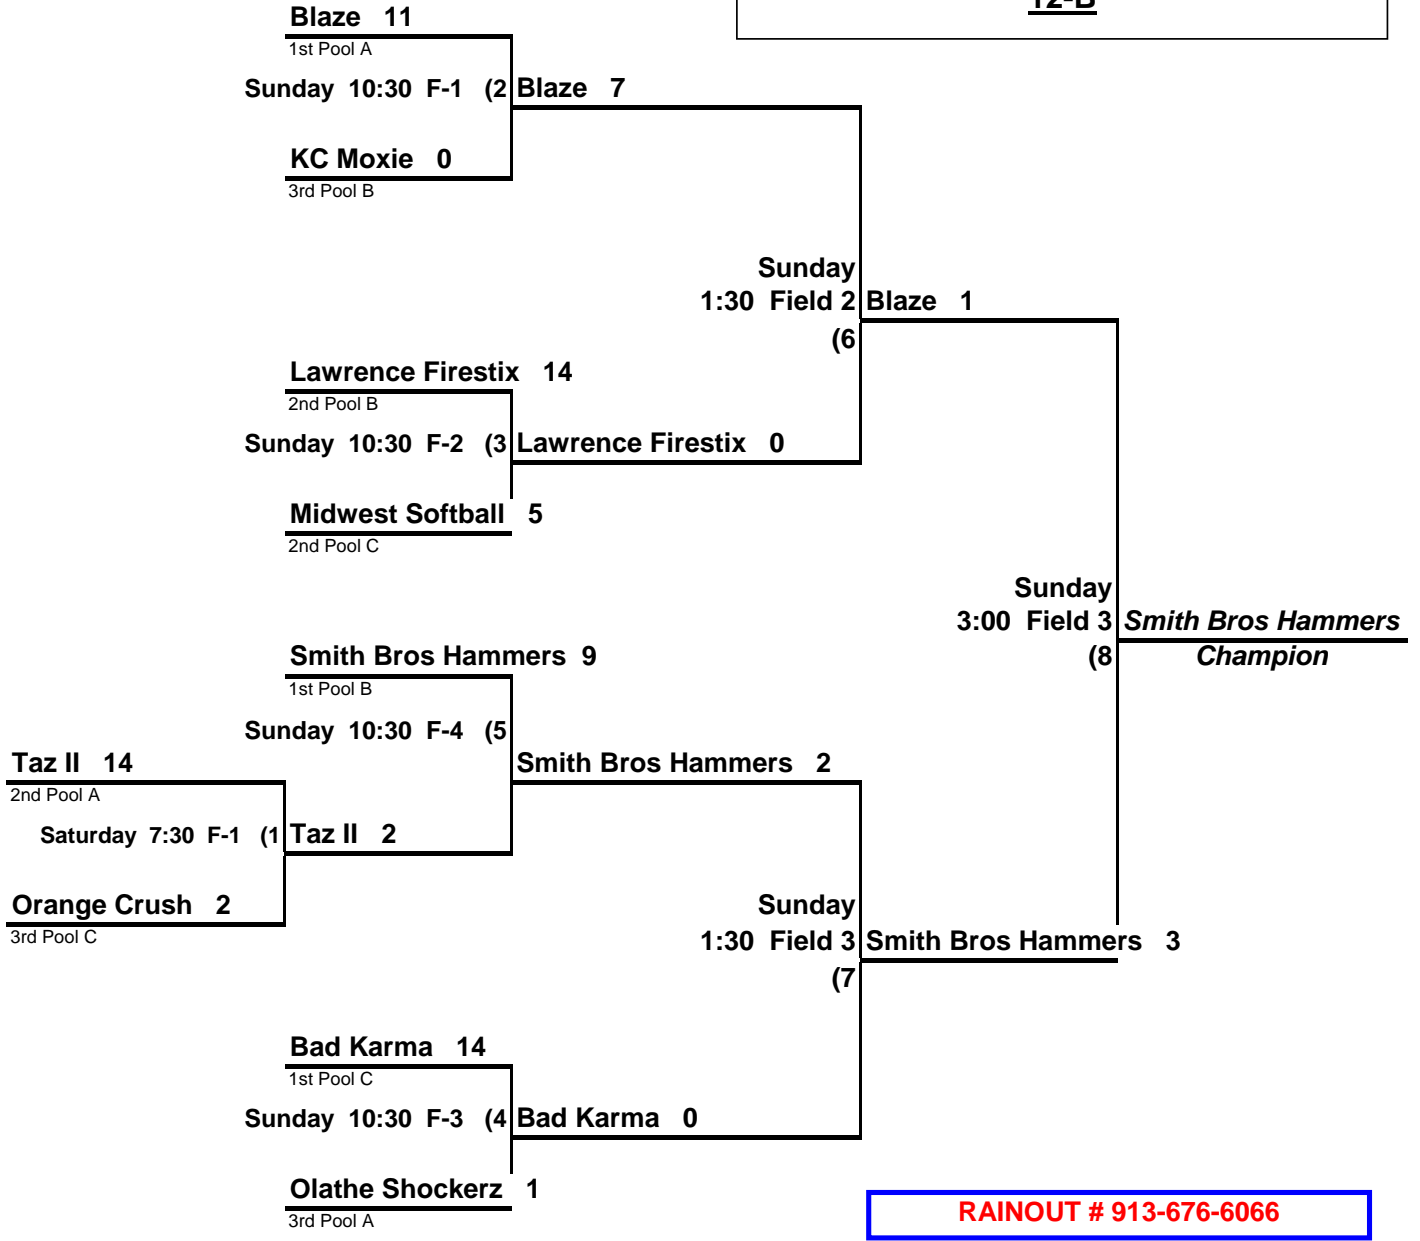 12-B
Blaze 11
1st Pool A
Sunday 10:30 F-1 (2
Blaze 7
KC Moxie 0
3rd Pool B
Sunday
1:30 Field 2
Blaze 1
(6
Lawrence Firestix 14
2nd Pool B
Sunday 10:30 F-2 (3
Lawrence Firestix 0
Midwest Softball 5
2nd Pool C
Sunday
3:00 Field 3
Smith Bros Hammers
(8
Champion
Smith Bros Hammers 9
1st Pool B
Sunday 10:30 F-4 (5
Taz II 14
2nd Pool A
Smith Bros Hammers 2
Saturday 7:30 F-1 (1
Taz II 2
Orange Crush 2
3rd Pool C
Sunday
1:30 Field 3
Smith Bros Hammers 3
(7
Bad Karma 14
1st Pool C
Sunday 10:30 F-3 (4
Bad Karma 0
Olathe Shockerz 1
3rd Pool A
RAINOUT # 913-676-6066